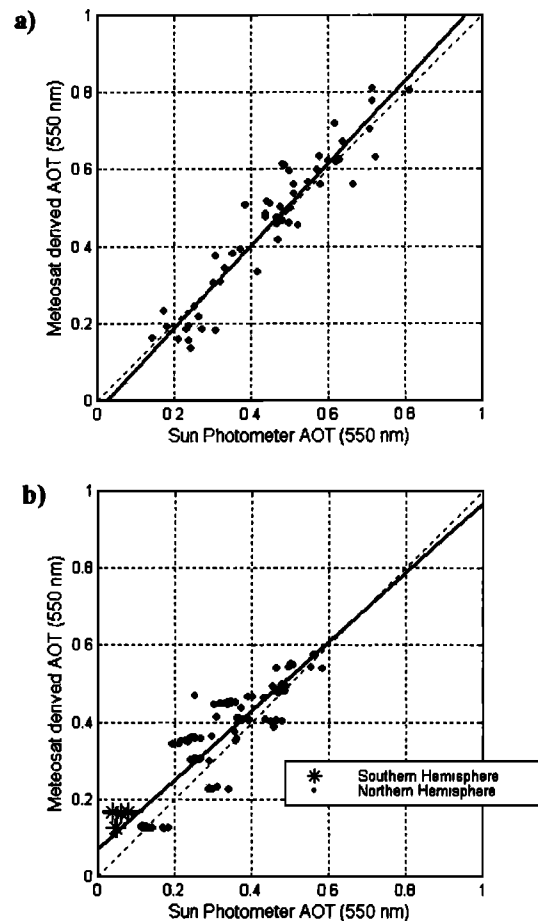 a)
Meteosat derived AOT (550 nm)
1
0.8
0.6
0.4
0.2
0
0 0.2 0.4 0.6 0.8 1
Sun Photometer AOT (550 nm)
b)
Meteosat derived AOT (550 nm)
1
0.8
0.6
0.4
0.2
0
Southern Hemisphere
Northern Hemisphere
0 0.2 0.4 0.6 0.8 1
Sun Photometer AOT (550 nm)